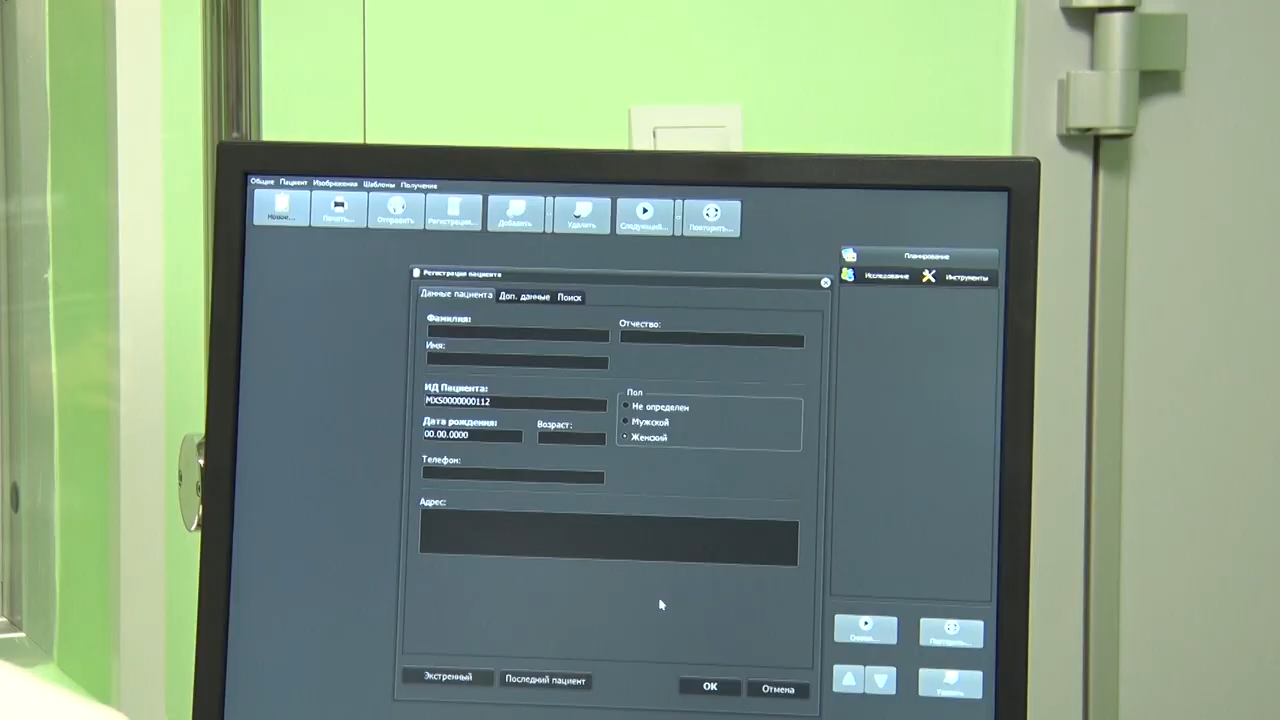 Общие Пациент Изображения Шаблоны Получение
Новое... Печать... Отправить Регистрация... Добавить Удалить Следующий... Повторить...
Планирование
Исследование Инструменты
Регистрация пациента
Данные пациента Доп. данные Поиск
Фамилия:
Отчество:
Имя:
ИД Пациента:
MXS0000000112
Пол
Не определен
Мужской
Женский
Дата рождения:
Возраст:
00.00.0000
Телефон:
Адрес:
Экстренный Последний пациент OK Отмена
Повторить...
Удалить